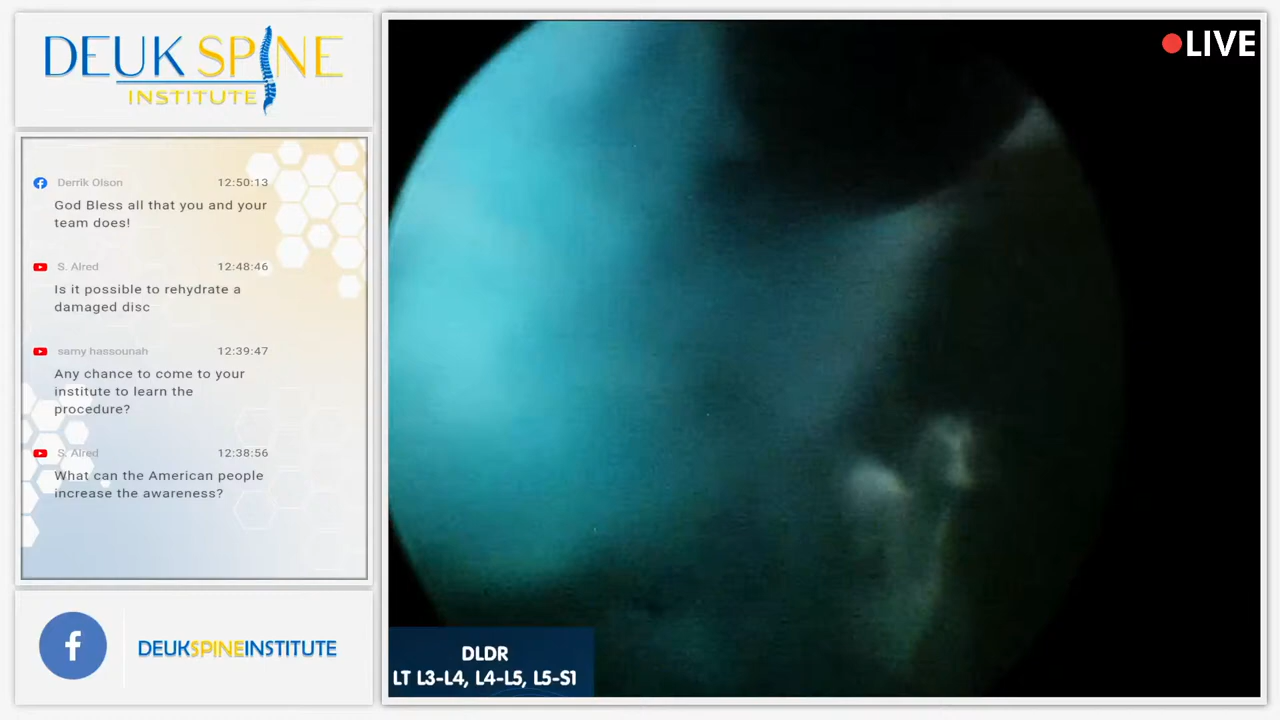 DEUK SPINE
INSTITUTE
Derrik Olson 12:50:13
God Bless all that you and your
team does!
S. Alred 12:48:46
Is it possible to rehydrate a
damaged disc
samy hassounah 12:39:47
Any chance to come to your
institute to learn the
procedure?
S. Alred 12:38:56
What can the American people
increase the awareness?
DEUKSPINEINSTITUTE
LIVE
DLDR
LT L3-L4, L4-L5, L5-S1